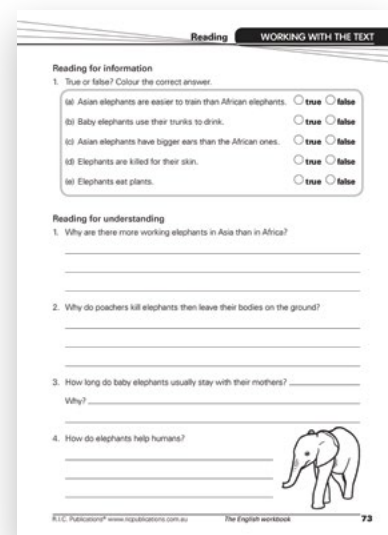 Reading WORKING WITH THE TEXT
Reading for information
1. True or false? Colour the correct answer.
(a) Asian elephants are easier to train than African elephants. true false
(b) Baby elephants use their trunks to drink. true false
(c) Asian elephants have bigger ears than the African ones. true false
(d) Elephants are killed for their skin. true false
(e) Elephants eat plants. true false
Reading for understanding
1. Why are there more working elephants in Asia than in Africa?
2. Why do poachers kill elephants then leave their bodies on the ground?
3. How long do baby elephants usually stay with their mothers?
Why?
4. How do elephants help humans?
R.I.C. Publications® www.ricpublications.com.au The English workbook 73